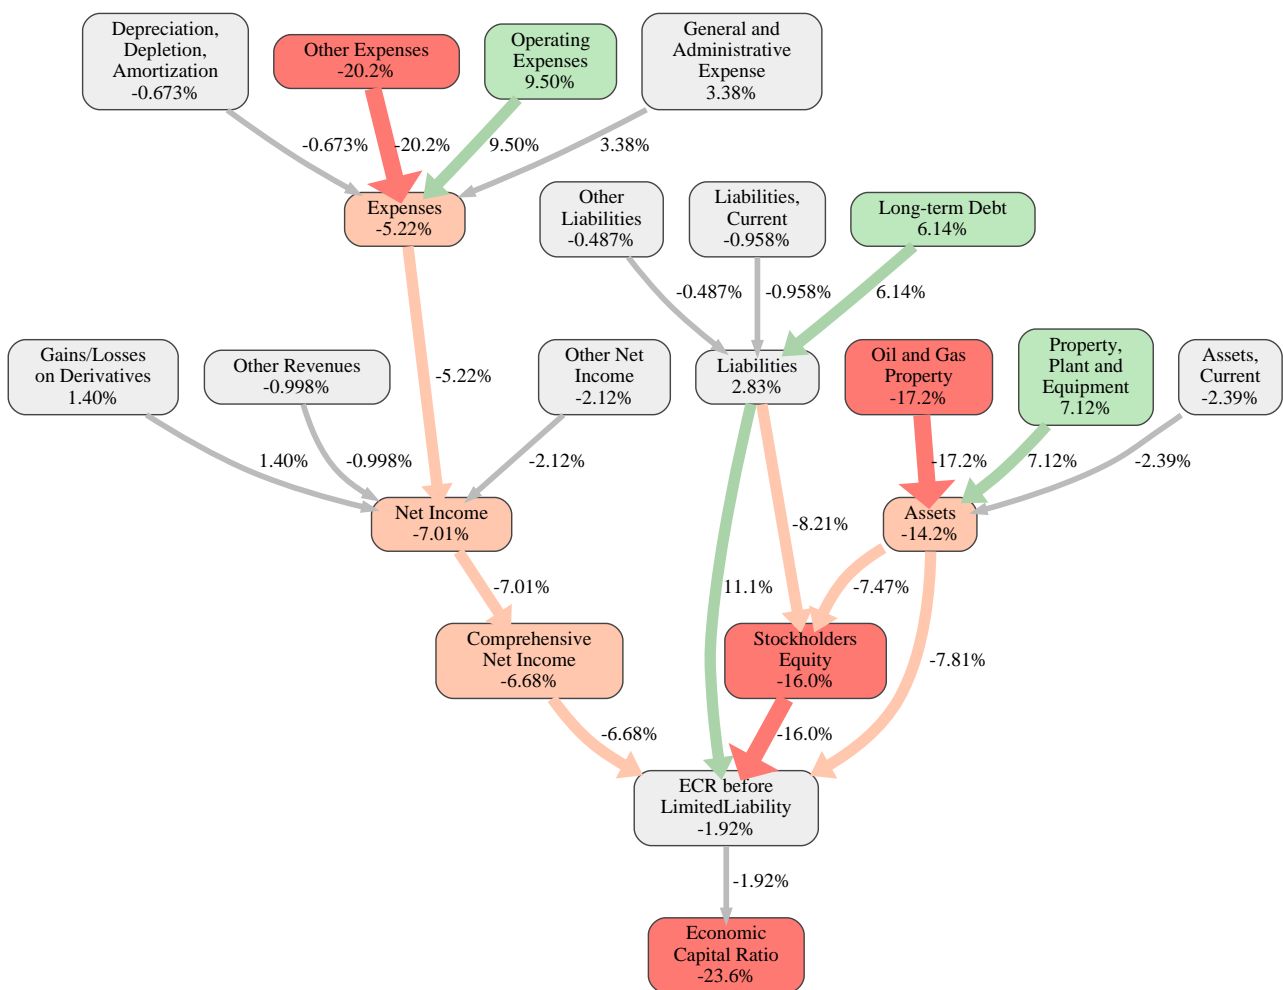 Depreciation,
Depletion,
Amortization
-0.673%
Other Expenses
-20.2%
Operating
Expenses
9.50%
General and
Administrative
Expense
3.38%
-0.673%
-20.2%
9.50%
3.38%
Expenses
-5.22%
Other
Liabilities
-0.487%
Liabilities,
Current
-0.958%
Long-term Debt
6.14%
-0.487%
-0.958%
6.14%
Gains/Losses
on Derivatives
1.40%
Other Revenues
-0.998%
-5.22%
Other Net
Income
-2.12%
Liabilities
2.83%
Oil and Gas
Property
-17.2%
Property,
Plant and
Equipment
7.12%
Assets,
Current
-2.39%
1.40%
-0.998%
-2.12%
-17.2%
7.12%
-2.39%
Net Income
-7.01%
-8.21%
Assets
-14.2%
-7.01%
11.1%
-7.47%
Comprehensive
Net Income
-6.68%
Stockholders
Equity
-16.0%
-7.81%
-6.68%
-16.0%
ECR before
LimitedLiability
-1.92%
-1.92%
Economic
Capital Ratio
-23.6%